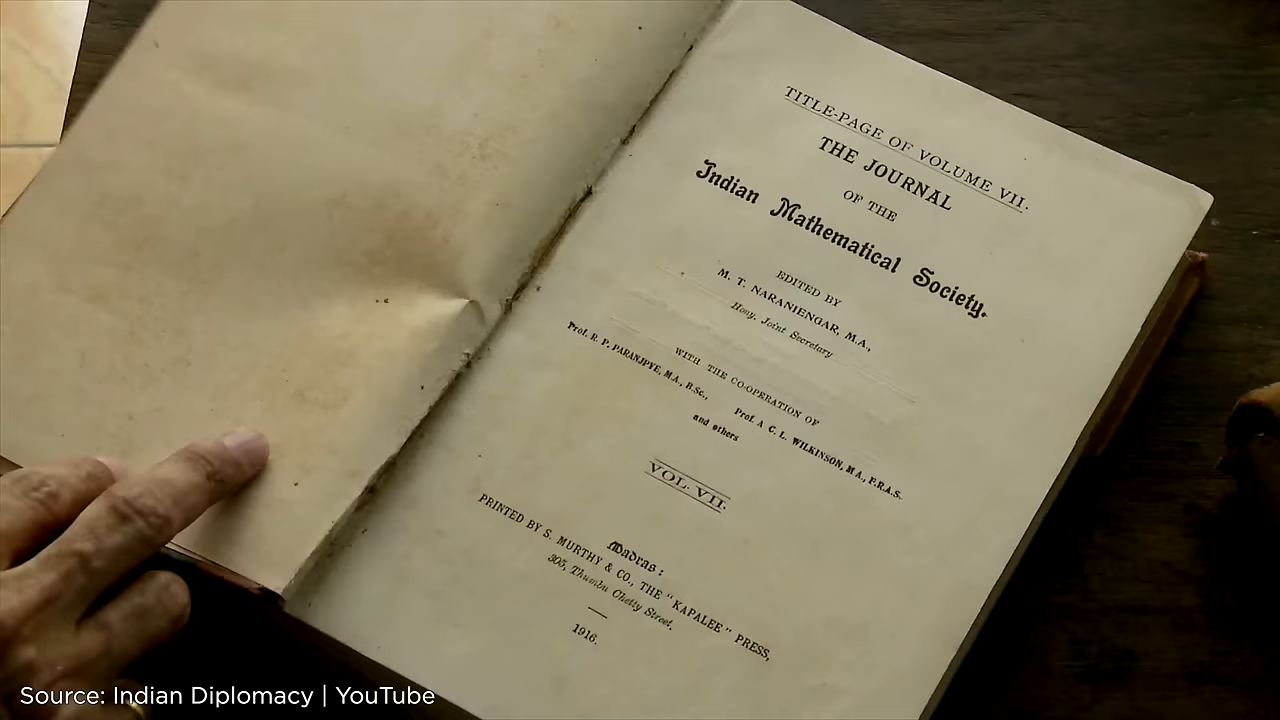 TITLE-PAGE OF VOLUME VII.
THE JOURNAL
OF THE
Indian Mathematical Society.
EDITED BY
M. T. NARANIENGAR, M.A.,
Hony. Joint Secretary
WITH THE CO-OPERATION OF
Prof. R. P. PARANJPYE, M.A., B.Sc., Prof. A C. L. WILKINSON, M.A., F.R.A.S.
and others
VOL. VII.
Madras:
PRINTED BY S. MURTHY & CO., THE "KAPALEE" PRESS,
305, Thumbu Chetty Street.
1916.
Source: Indian Diplomacy | YouTube